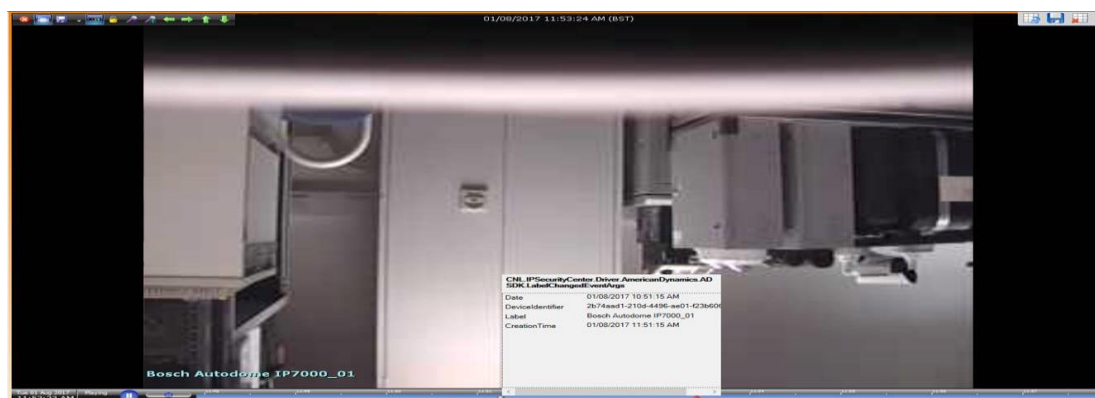 01/08/2017 11:53:24 AM (BST)
CNL.IPSecurityCenter.Driver.AmericanDynamics.AD
SDK.LabelChangedEventArgs
Date 01/08/2017 10:51:15 AM
DeviceIdentifier 2b74aed1-210d-4496-ae01-f23b606
Label Bosch Autodome IP7000_01
CreationTime 01/08/2017 11:51:15 AM
Bosch Autodome IP7000_01
Playing